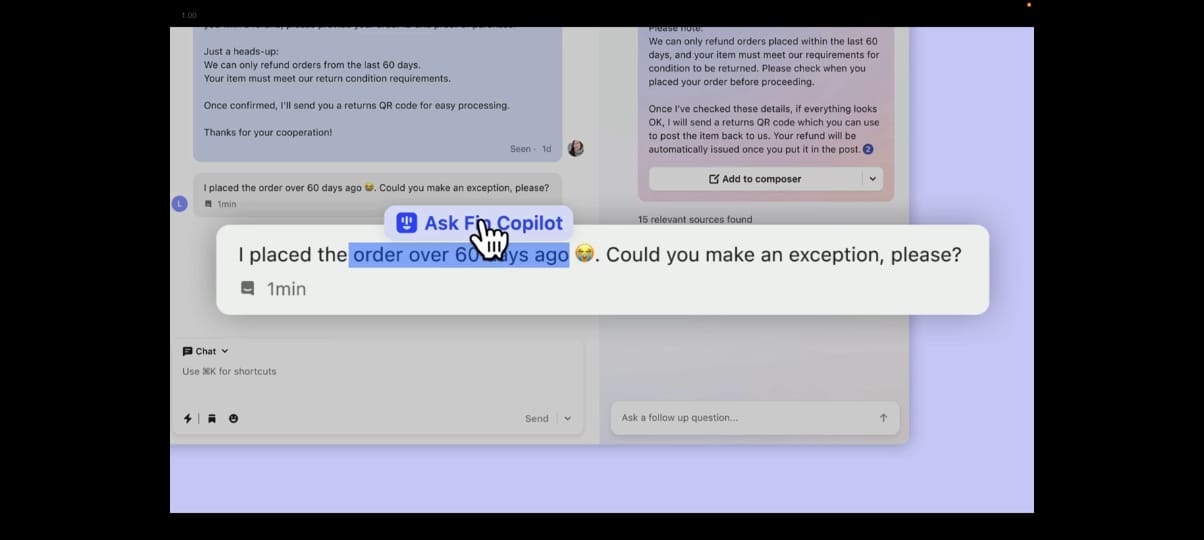 1.00
Just a heads-up:
We can only refund orders from the last 60 days.
Your item must meet our return condition requirements.
Once confirmed, I'll send you a returns QR code for easy processing.
Thanks for your cooperation!
Seen · 1d
I placed the order over 60 days ago 😭. Could you make an exception, please?
L
1min
Ask Fin Copilot
I placed the order over 60 days ago 😭. Could you make an exception, please?
1min
Chat
Use ⌘K for shortcuts
Send
Please note:
We can only refund orders placed within the last 60
days, and your item must meet our requirements for
condition to be returned. Please check when you
placed your order before proceeding.
Once I've checked these details, if everything looks
OK, I will send a returns QR code which you can use
to post the item back to us. Your refund will be
automatically issued once you put it in the post. 2
Add to composer
15 relevant sources found
Ask a follow up question...